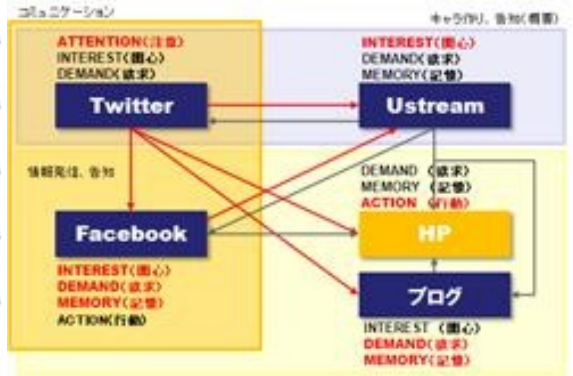 コミュニケーション
キャラ作り、告知(概要)
ATTENTION(注意)
INTEREST(関心)
DEMAND(欲求)
Twitter
INTEREST(関心)
DEMAND(欲求)
MEMORY(記憶)
Ustream
情報発信、告知
DEMAND (欲求)
MEMORY (記憶)
ACTION (行動)
HP
Facebook
INTEREST(関心)
DEMAND(欲求)
MEMORY(記憶)
ACTION(行動)
ブログ
INTEREST (関心)
DEMAND(欲求)
MEMORY(記憶)